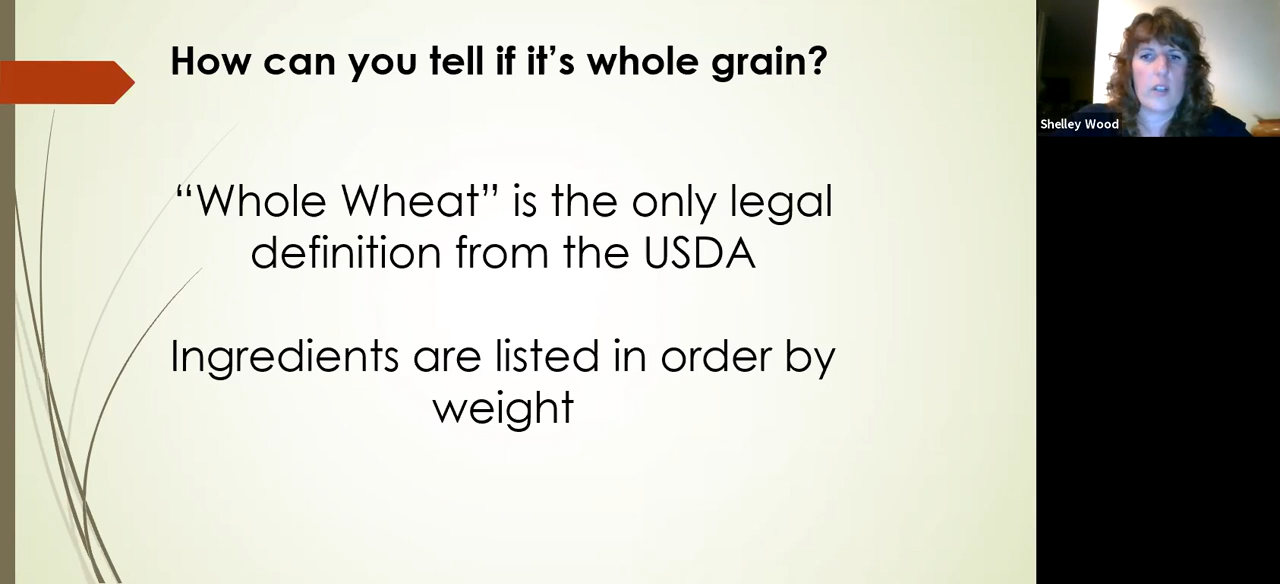 How can you tell if it’s whole grain?
“Whole Wheat” is the only legal
definition from the USDA
Ingredients are listed in order by
weight
Shelley Wood